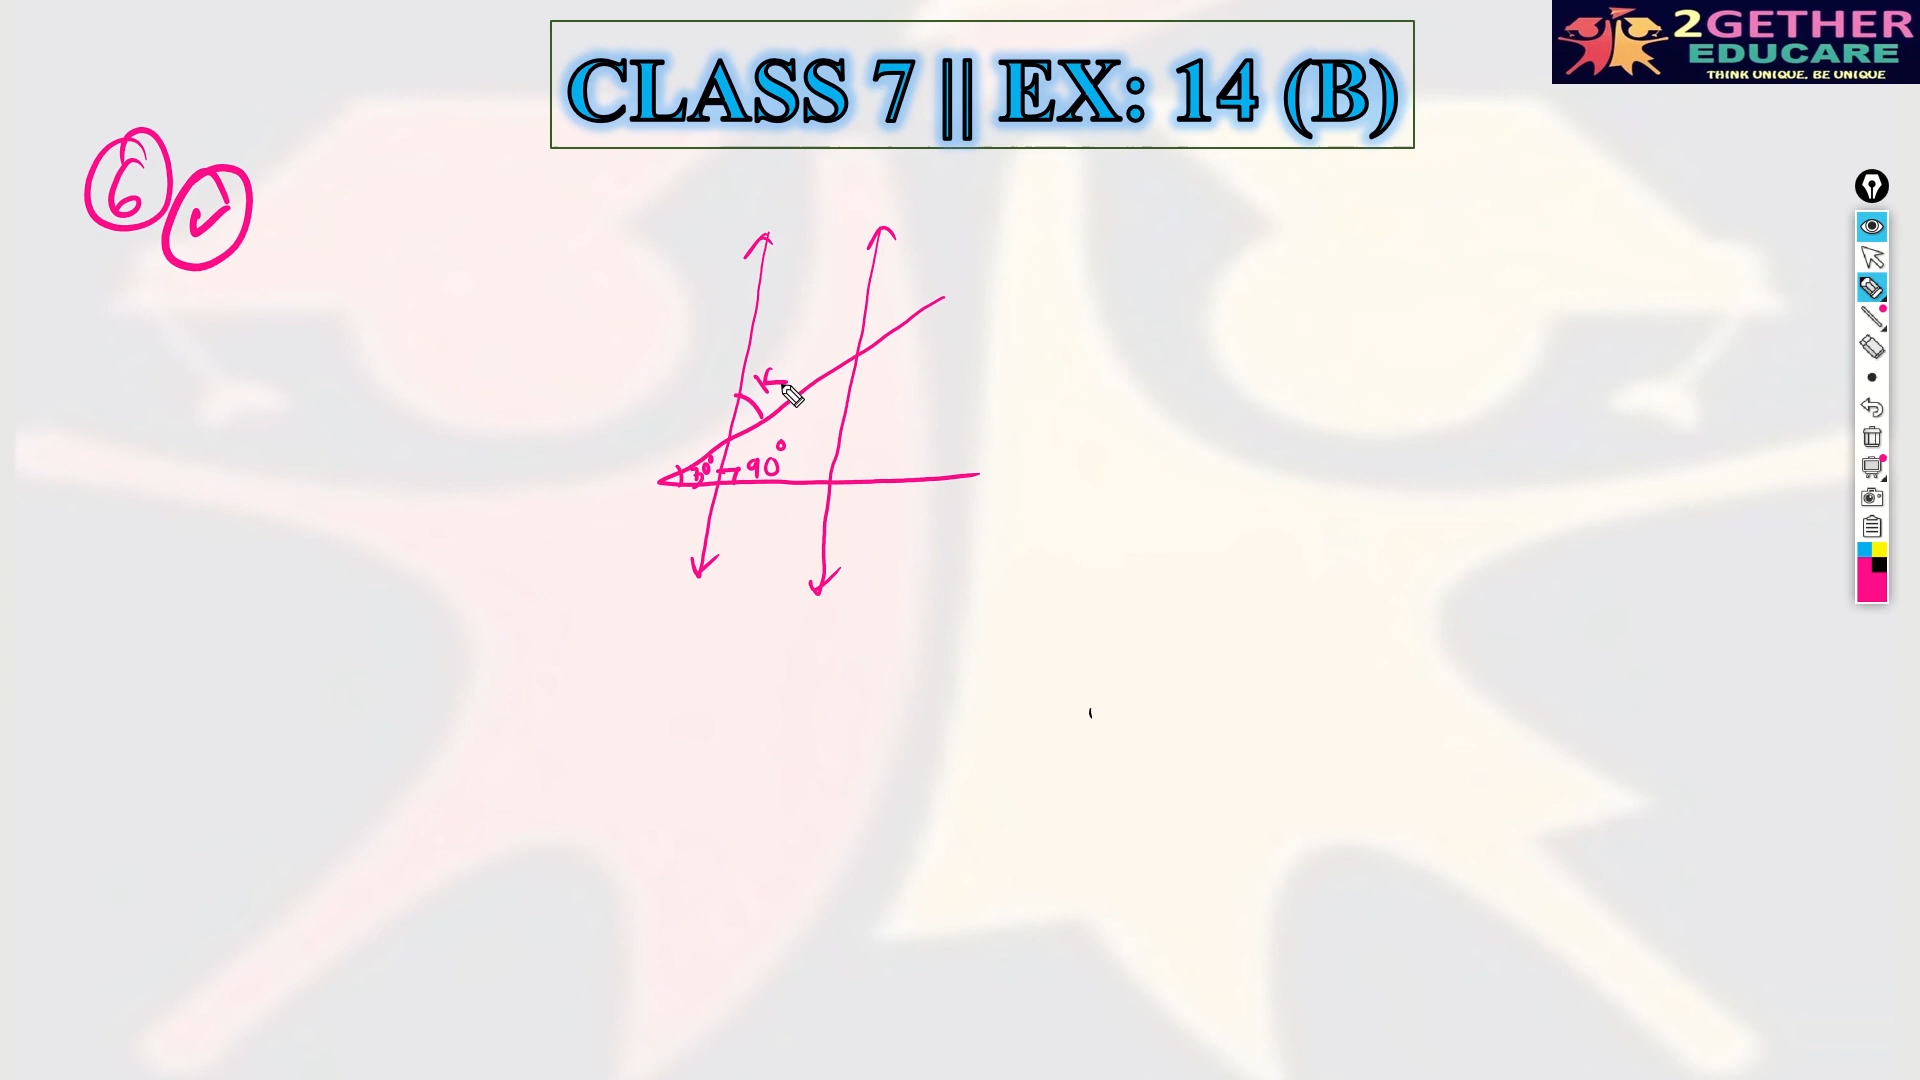 2GETHER
EDUCARE
THINK UNIQUE, BE UNIQUE
CLASS 7 || EX: 14 (B)
6
30° 90°